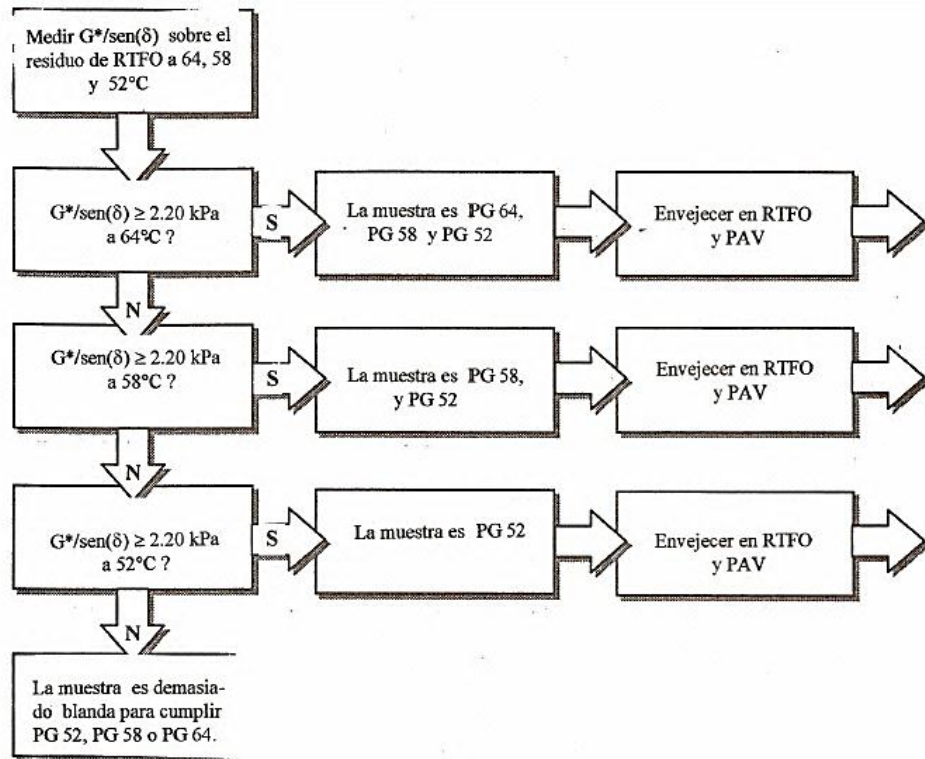 Medir G*/sen(δ) sobre el
residuo de RTFO a 64, 58
y 52°C
G*/sen(δ) ≥ 2.20 kPa
a 64°C ?
S
La muestra es PG 64,
PG 58 y PG 52
Envejecer en RTFO
y PAV
N
G*/sen(δ) ≥ 2.20 kPa
a 58°C ?
S
La muestra es PG 58,
y PG 52
Envejecer en RTFO
y PAV
N
G*/sen(δ) ≥ 2.20 kPa
a 52°C ?
S
La muestra es PG 52
Envejecer en RTFO
y PAV
N
La muestra es demasia-
do blanda para cumplir
PG 52, PG 58 o PG 64.